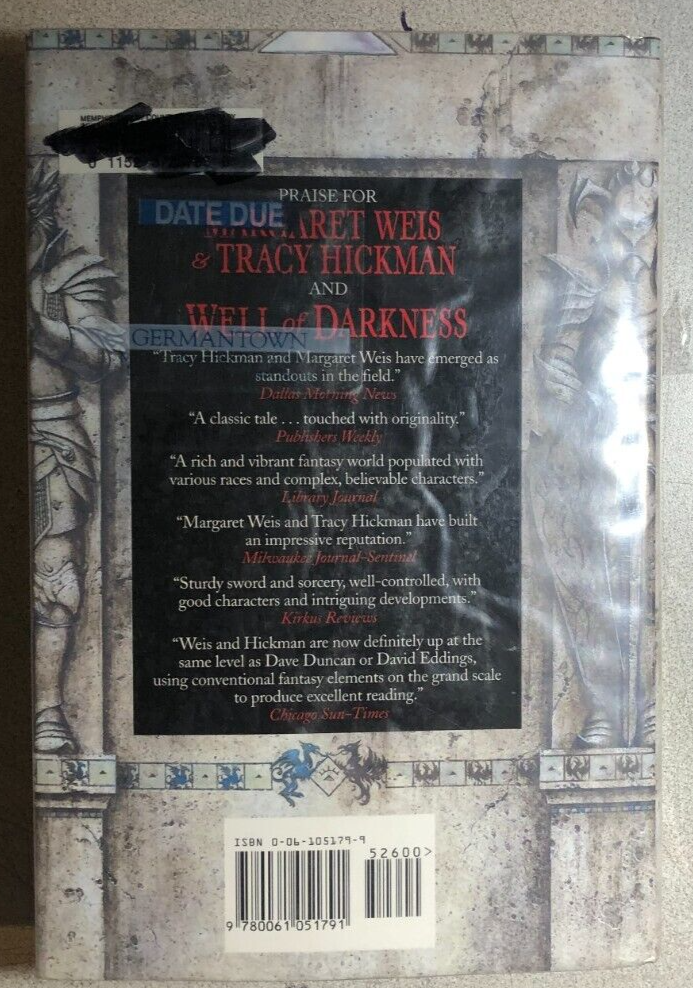 0 115
PRAISE FOR
DATE DUE
MARGARET WEIS
& TRACY HICKMAN
AND
WELL of DARKNESS
GERMANTOWN
“Tracy Hickman and Margaret Weis have emerged as
standouts in the field.”
Dallas Morning News
“A classic tale . . . touched with originality.”
Publishers Weekly
“A rich and vibrant fantasy world populated with
various races and complex, believable characters.”
Library Journal
“Margaret Weis and Tracy Hickman have built
an impressive reputation.”
Milwaukee Journal–Sentinel
“Sturdy sword and sorcery, well-controlled, with
good characters and intriguing developments.”
Kirkus Reviews
“Weis and Hickman are now definitely up at the
same level as Dave Duncan or David Eddings,
using conventional fantasy elements on the grand scale
to produce excellent reading.”
Chicago Sun–Times
ISBN 0-06-105179-9
52600>
9 780061 051791